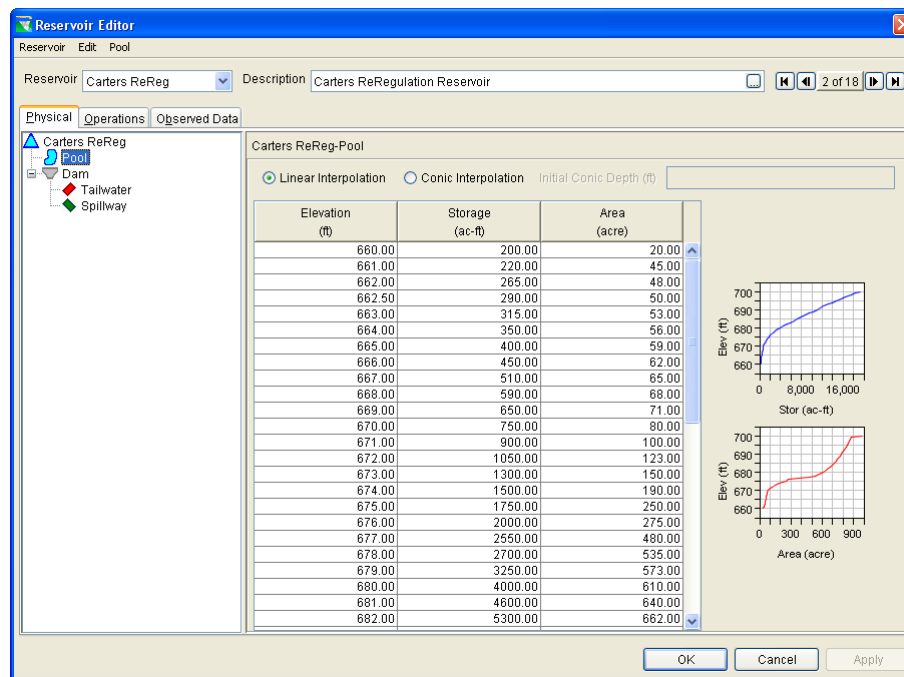 Reservoir Editor
Reservoir Edit Pool
Reservoir Carters ReReg Description Carters ReRegulation Reservoir ... 2 of 18
Physical Operations Observed Data
Carters ReReg
Pool
Dam
Tailwater
Spillway
Carters ReReg-Pool
Linear Interpolation Conic Interpolation Initial Conic Depth (ft)
Elevation Storage Area
(ft) (ac-ft) (acre)
660.00 200.00 20.00
661.00 220.00 45.00
662.00 265.00 48.00
662.50 290.00 50.00
663.00 315.00 53.00
664.00 350.00 56.00
665.00 400.00 59.00
666.00 450.00 62.00
667.00 510.00 65.00
668.00 590.00 68.00
669.00 650.00 71.00
670.00 750.00 80.00
671.00 900.00 100.00
672.00 1050.00 123.00
673.00 1300.00 150.00
674.00 1500.00 190.00
675.00 1750.00 250.00
676.00 2000.00 275.00
677.00 2550.00 480.00
678.00 2700.00 535.00
679.00 3250.00 573.00
680.00 4000.00 610.00
681.00 4600.00 640.00
682.00 5300.00 662.00
700
690
680
670
660
Elev (ft)
0 8,000 16,000
Stor (ac-ft)
700
690
680
670
660
Elev (ft)
0 300 600 900
Area (acre)
OK Cancel Apply